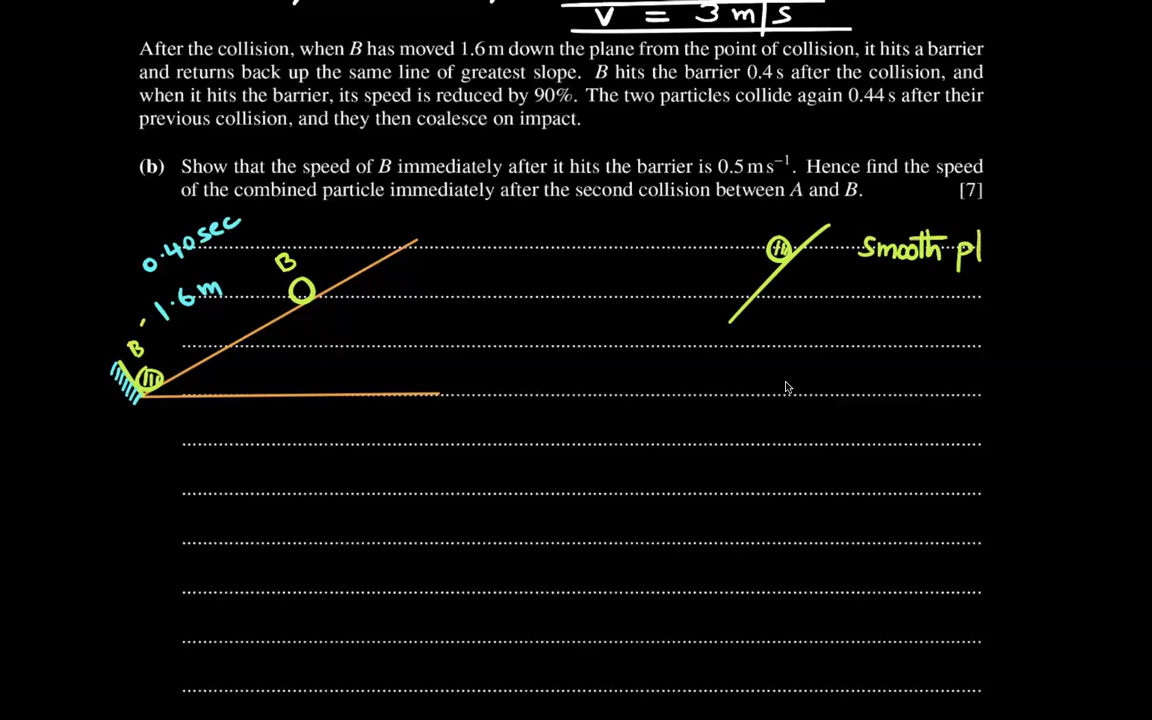 V = 3 m/s
After the collision, when B has moved 1.6 m down the plane from the point of collision, it hits a barrier
and returns back up the same line of greatest slope. B hits the barrier 0.4 s after the collision, and
when it hits the barrier, its speed is reduced by 90%. The two particles collide again 0.44 s after their
previous collision, and they then coalesce on impact.
(b) Show that the speed of B immediately after it hits the barrier is 0.5 m s⁻¹. Hence find the speed
of the combined particle immediately after the second collision between A and B. [7]
0.40 sec
B
Smooth pl
1.6 m
B